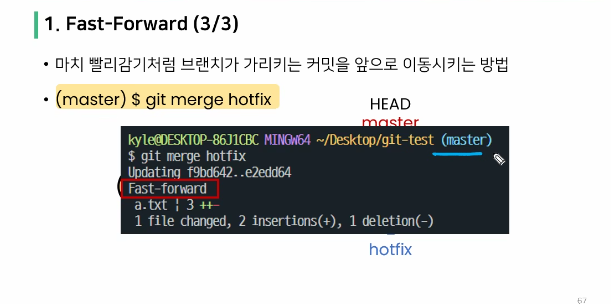 1. Fast-Forward (3/3)
• 마치 빨리감기처럼 브랜치가 가리키는 커밋을 앞으로 이동시키는 방법
• (master) $ git merge hotfix
HEAD
master
kyle@DESKTOP-86J1CBC MINGW64 ~/Desktop/git-test (master)
$ git merge hotfix
Updating f9bd642..e2edd64
Fast-forward
a.txt | 3 ++-
1 file changed, 2 insertions(+), 1 deletion(-)
hotfix
67